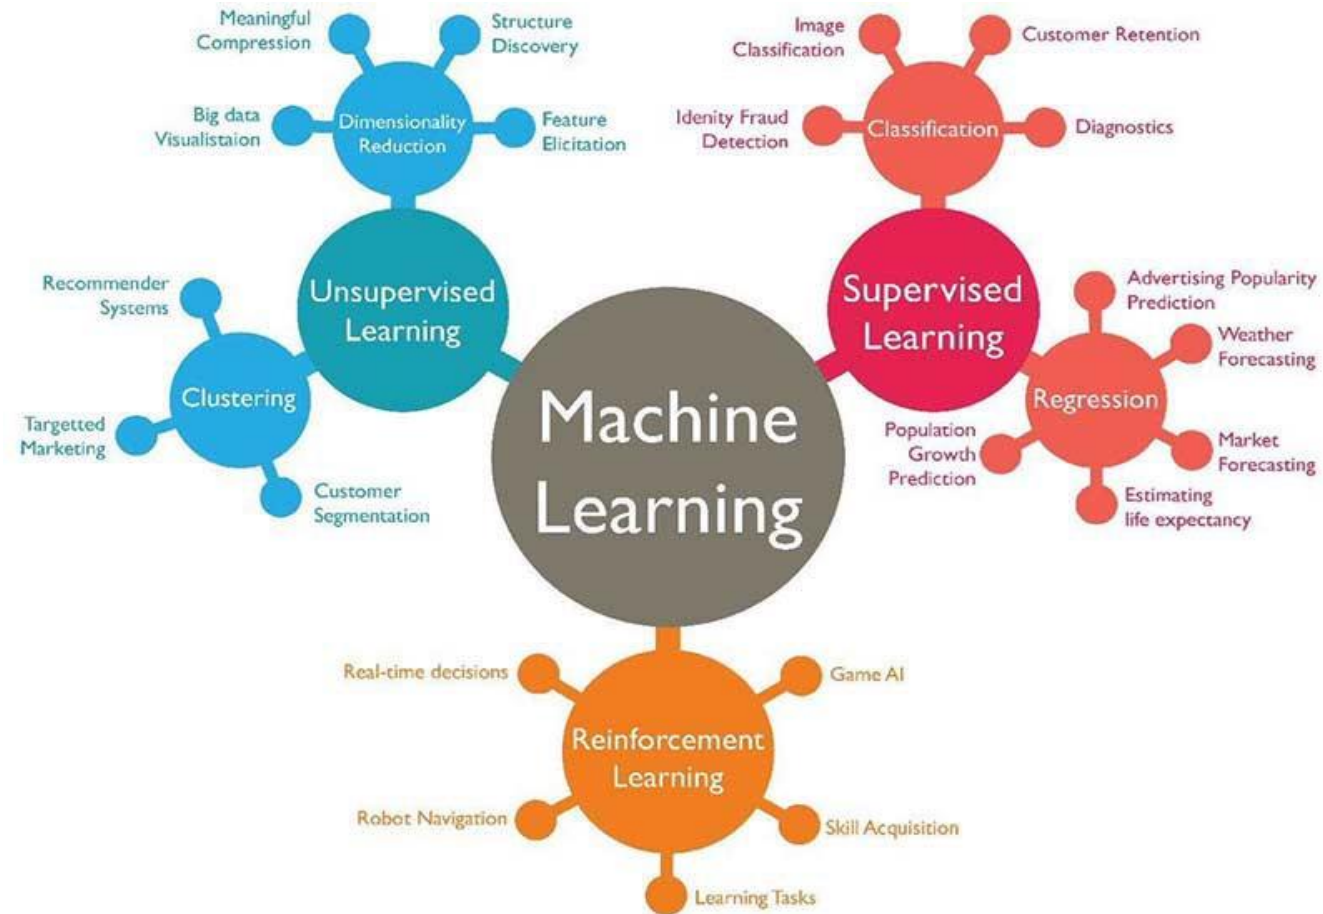 Meaningful
Compression
Structure
Discovery
Big data
Visualistaion
Dimensionality
Reduction
Feature
Elicitation
Image
Classification
Customer Retention
Idenity Fraud
Detection
Classification
Diagnostics
Recommender
Systems
Unsupervised
Learning
Clustering
Targetted
Marketing
Customer
Segmentation
Machine
Learning
Supervised
Learning
Advertising Popularity
Prediction
Weather
Forecasting
Regression
Population
Growth
Prediction
Market
Forecasting
Estimating
life expectancy
Real-time decisions
Game AI
Reinforcement
Learning
Robot Navigation
Skill Acquisition
Learning Tasks